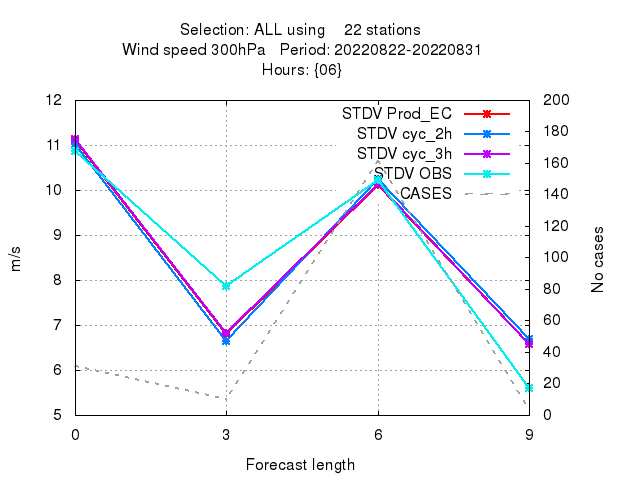 Selection: ALL using 22 stations
Wind speed 300hPa Period: 20220822-20220831
Hours: {06}
STDV Prod_EC
STDV cyc_2h
STDV cyc_3h
STDV OBS
CASES
12
11
10
9
8
7
6
5
m/s
200
180
160
140
120
100
80
60
40
20
0
No cases
0 3 6 9
Forecast length